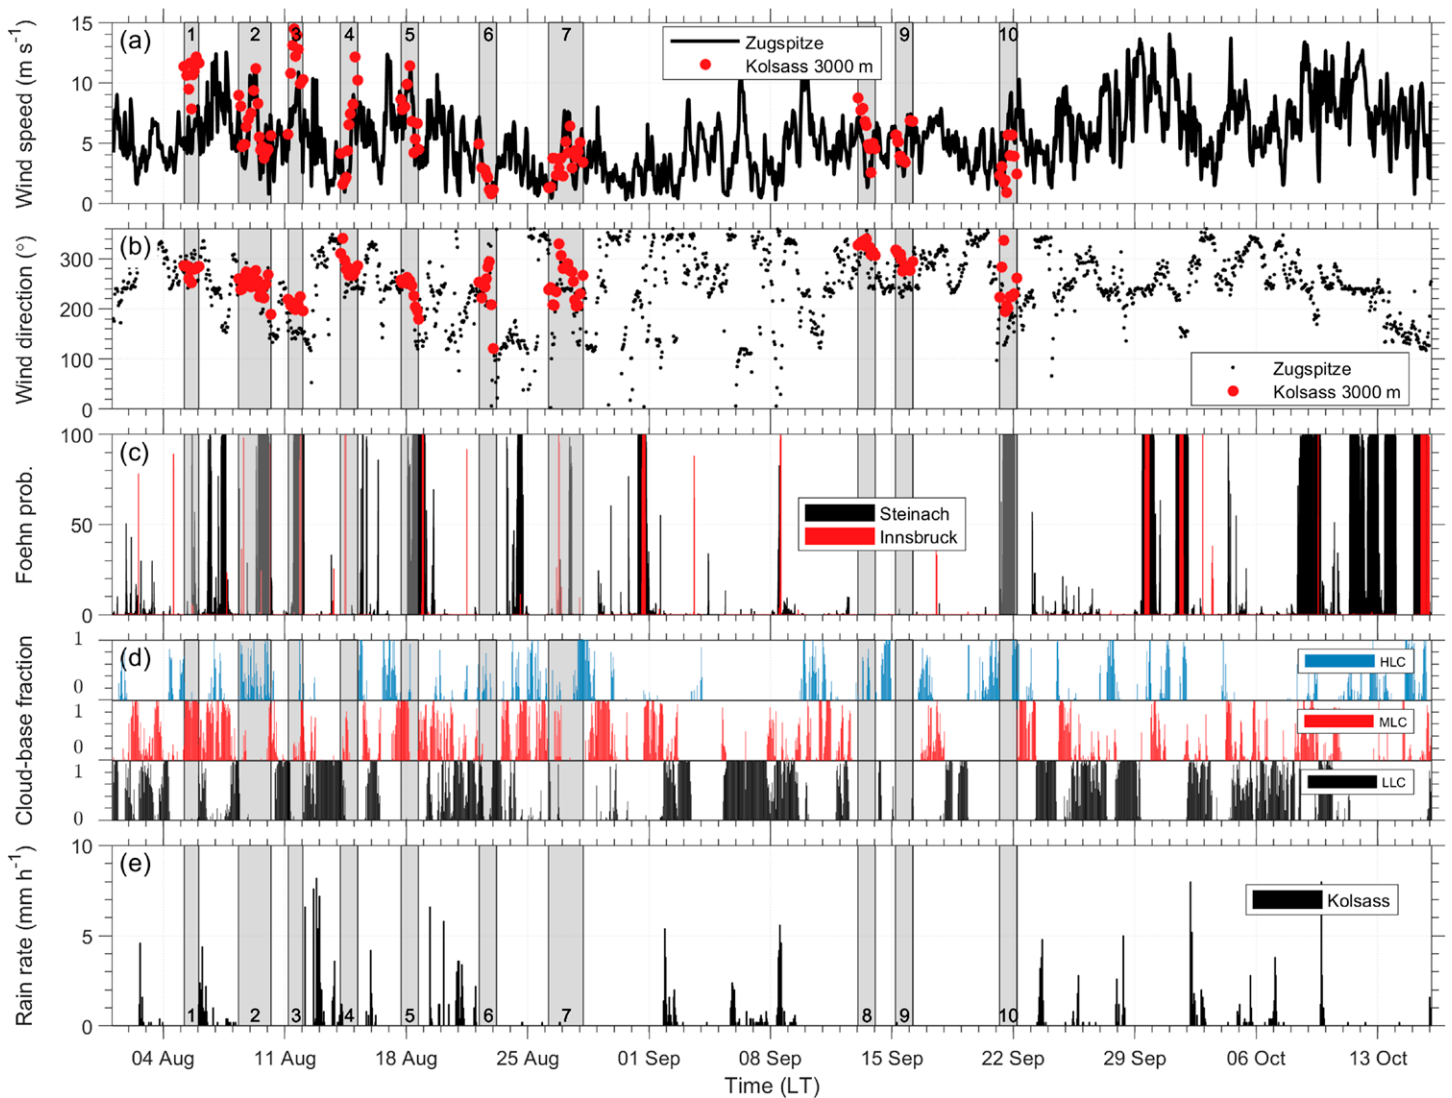 (a)
Wind speed (m s⁻¹)
15
10
5
0
1 2 3 4 5 6 7 9 10
Zugspitze
Kolsass 3000 m
(b)
Wind direction (°)
300
200
100
0
Zugspitze
Kolsass 3000 m
(c)
Foehn prob.
100
50
0
Steinach
Innsbruck
(d)
Cloud-base fraction
1
0
1
0
1
0
HLC
MLC
LLC
(e)
Rain rate (mm h⁻¹)
10
5
0
Kolsass
1 2 3 4 5 6 7 8 9 10
04 Aug 11 Aug 18 Aug 25 Aug 01 Sep 08 Sep 15 Sep 22 Sep 29 Sep 06 Oct 13 Oct
Time (LT)